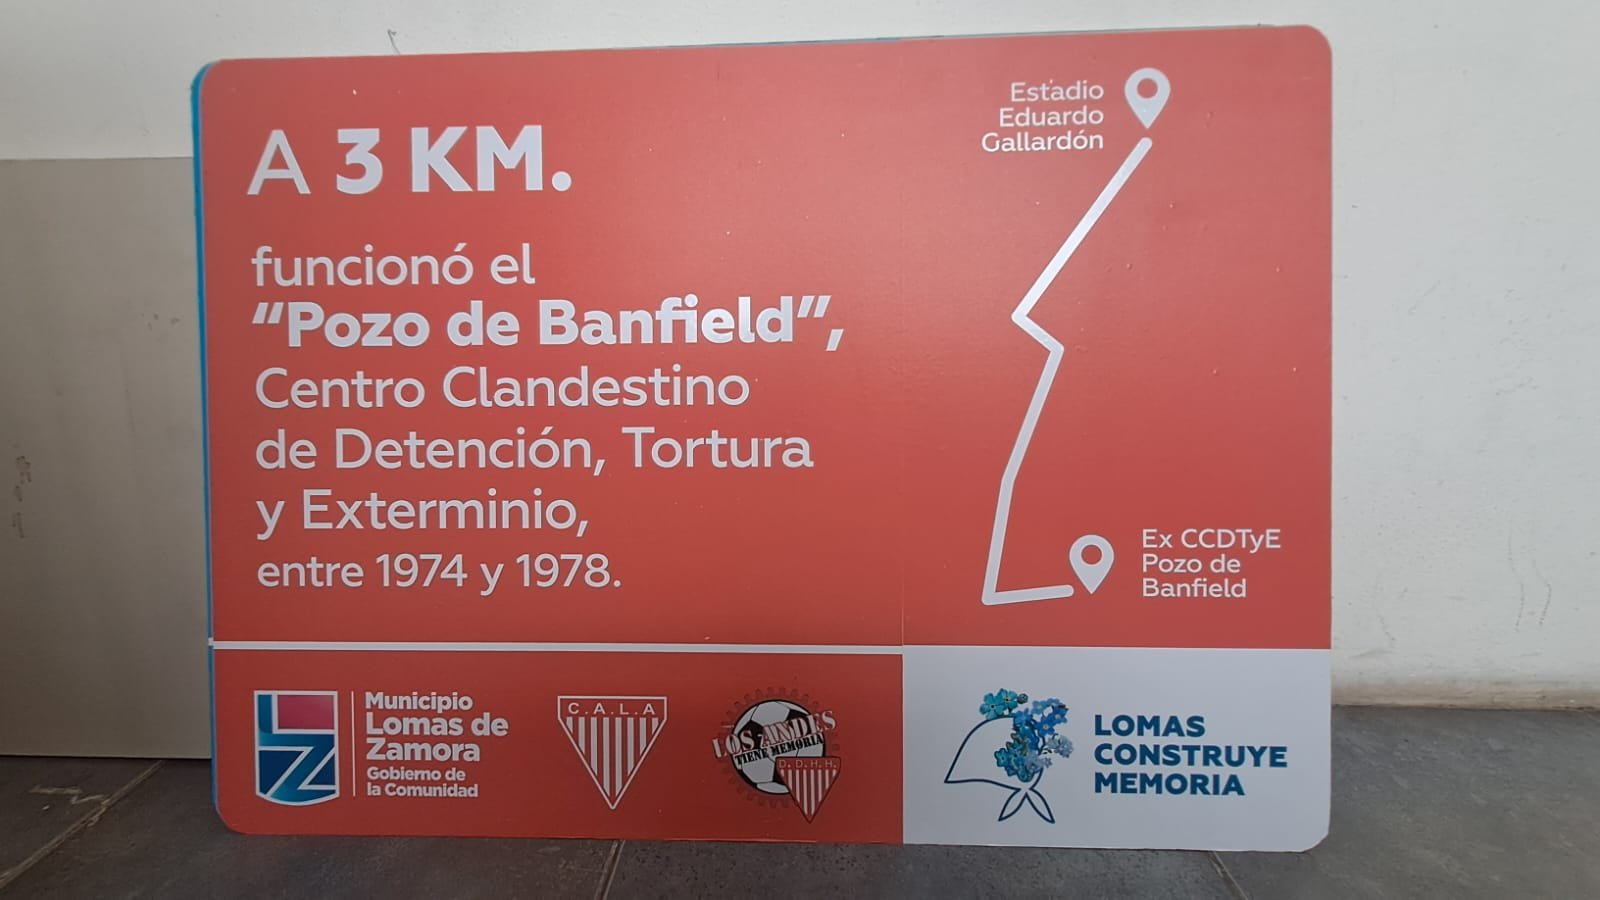 A 3 KM.
funcionó el
“Pozo de Banfield”,
Centro Clandestino
de Detención, Tortura
y Exterminio,
entre 1974 y 1978.
Estadio
Eduardo
Gallardón
Ex CCDTyE
Pozo de
Banfield
LZ
Municipio
Lomas de
Zamora
Gobierno de
la Comunidad
C.A.L.A
LOS ANDES
TIENE MEMORIA
D.D.H.H.
LOMAS
CONSTRUYE
MEMORIA